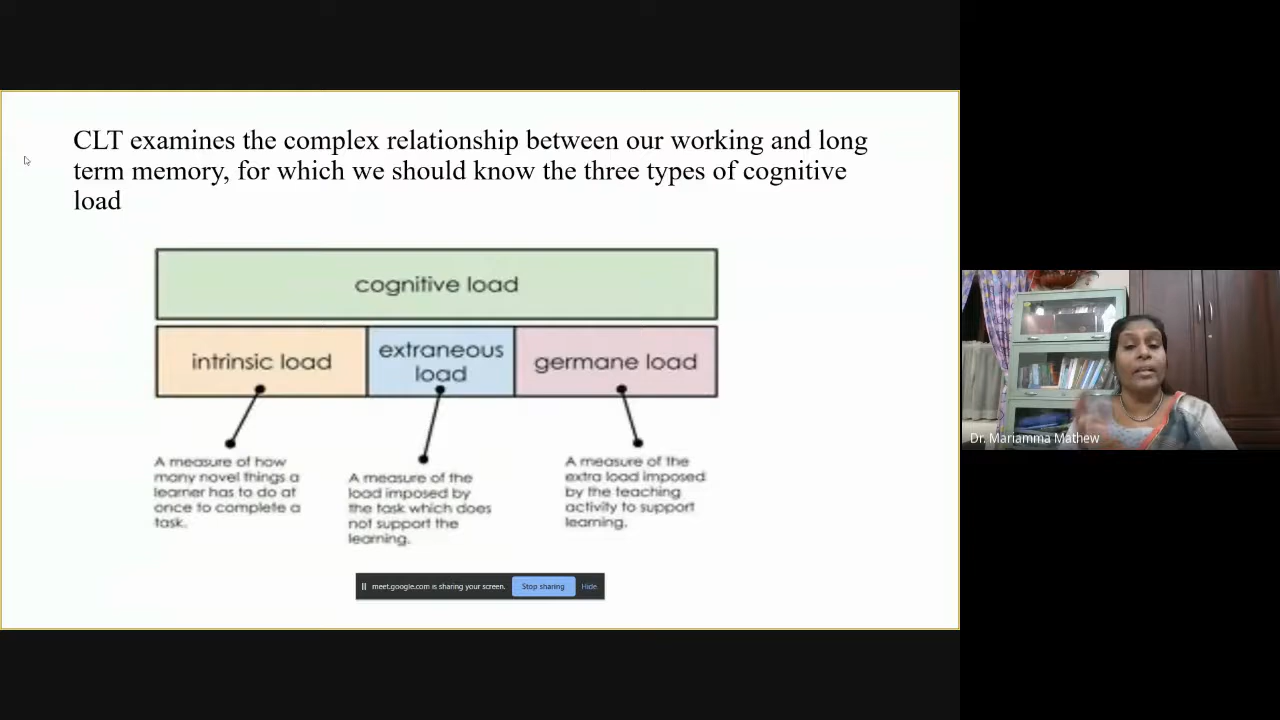 CLT examines the complex relationship between our working and long
term memory, for which we should know the three types of cognitive
load
cognitive load
intrinsic load
extraneous
load
germane load
A measure of how
many novel things a
learner has to do at
once to complete a
task.
A measure of the
load imposed by
the task which does
not support the
learning.
A measure of the
extra load imposed
by the teaching
activity to support
learning.
meet.google.com is sharing your screen. Stop sharing Hide
Dr. Mariamma Mathew